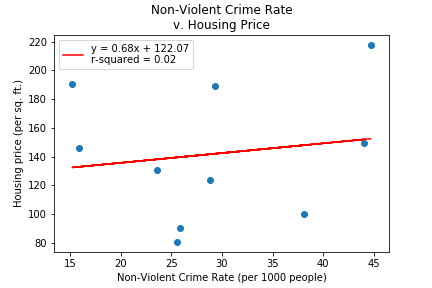 Non-Violent Crime Rate
v. Housing Price
y = 0.68x + 122.07
r-squared = 0.02
Housing price (per sq. ft.)
220
200
180
160
140
120
100
80
15
20
25
30
35
40
45
Non-Violent Crime Rate (per 1000 people)